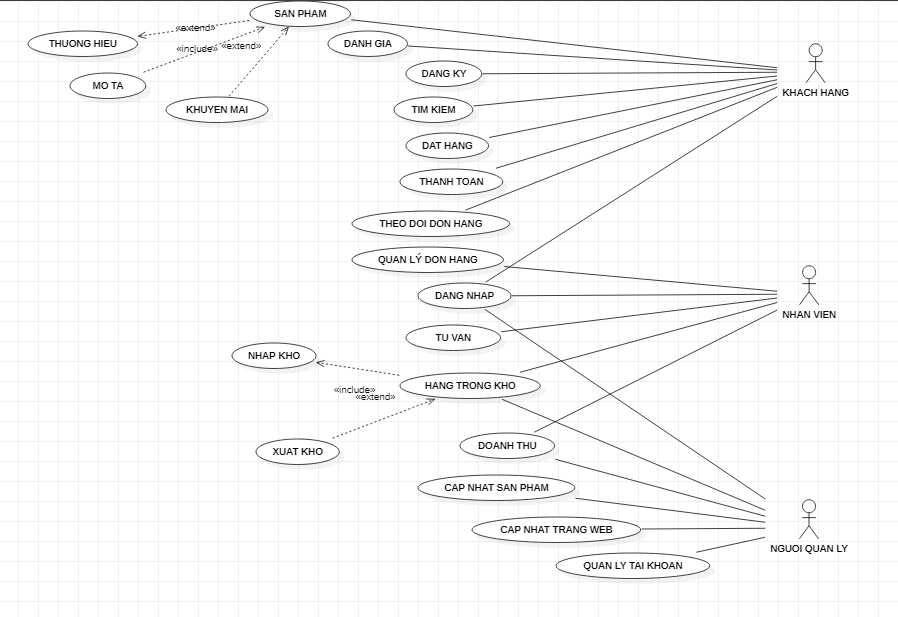 SAN PHAM
«extend»
THUONG HIEU
DANH GIA
«include»
«extend»
DANG KY
MO TA
KHACH HANG
KHUYEN MAI
TIM KIEM
DAT HANG
THANH TOAN
THEO DOI DON HANG
QUAN LÝ DON HANG
DANG NHAP
NHAN VIEN
TU VAN
NHAP KHO
HANG TRONG KHO
«include»
«extend»
DOANH THU
XUAT KHO
CAP NHAT SAN PHAM
CAP NHAT TRANG WEB
NGUOI QUAN LY
QUAN LY TAI KHOAN